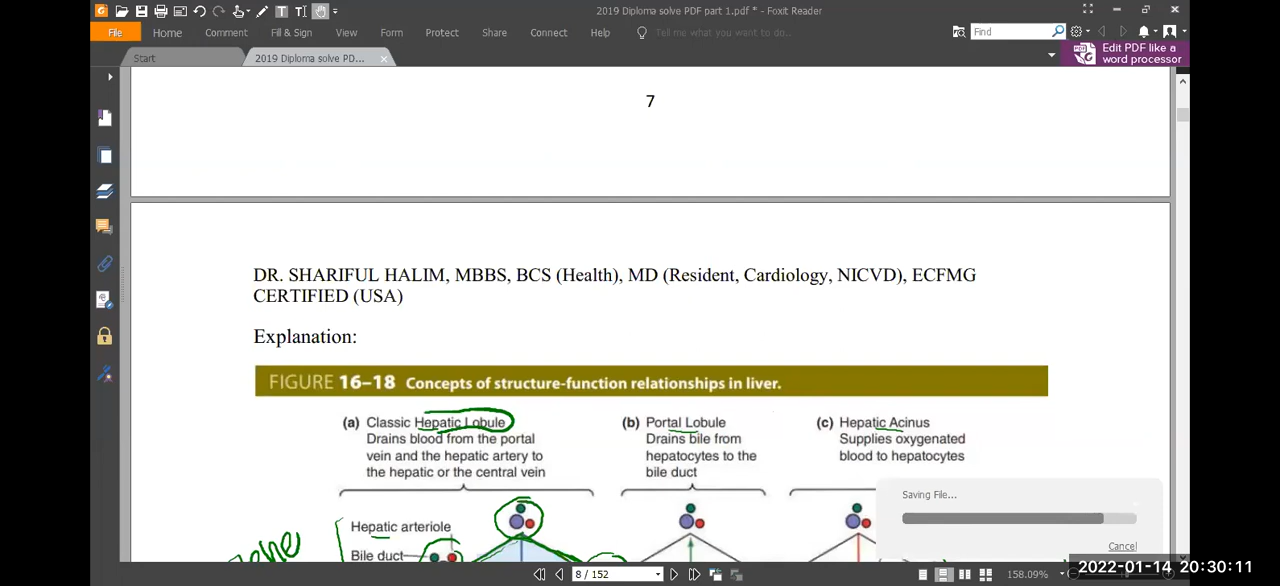 2019 Diploma solve PDF part 1.pdf * - Foxit Reader
File Home Comment Fill & Sign View Form Protect Share Connect Help Tell me what you want to do...
Find
Start 2019 Diploma solve PD...
Edit PDF like a
word processor
7
DR. SHARIFUL HALIM, MBBS, BCS (Health), MD (Resident, Cardiology, NICVD), ECFMG
CERTIFIED (USA)
Explanation:
FIGURE 16–18 Concepts of structure-function relationships in liver.
(a) Classic Hepatic Lobule
Drains blood from the portal
vein and the hepatic artery to
the hepatic or the central vein
(b) Portal Lobule
Drains bile from
hepatocytes to the
bile duct
(c) Hepatic Acinus
Supplies oxygenated
blood to hepatocytes
Saving File...
Cancel
Hepatic arteriole
Bile duct
8 / 152
158.09%
2022-01-14 20:30:11